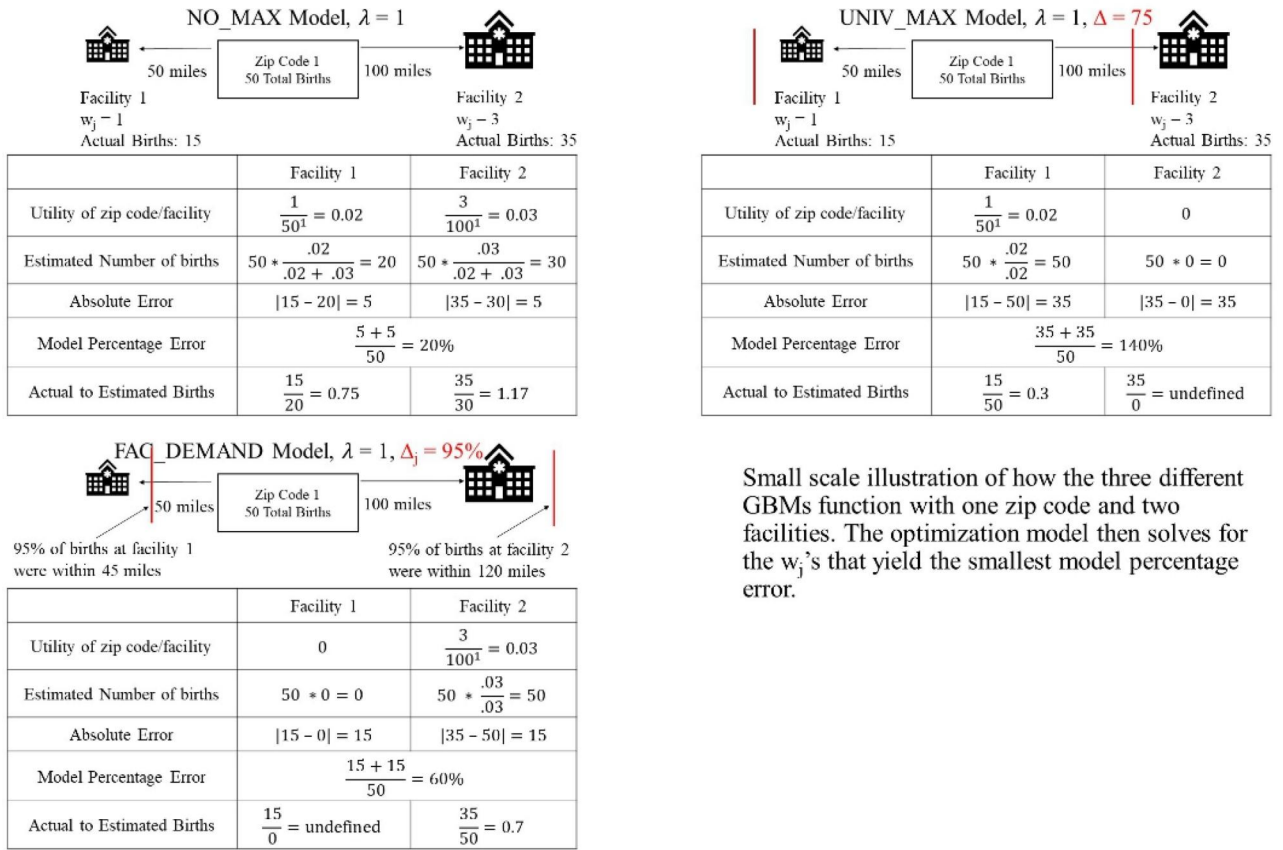 NO_MAX Model, λ = 1
50 miles
Zip Code 1
50 Total Births
100 miles
Facility 1
wj – 1
Actual Births: 15
Facility 2
wj – 3
Actual Births: 35
Facility 1 Facility 2
Utility of zip code/facility 1/50¹ = 0.02 3/100¹ = 0.03
Estimated Number of births 50 * .02/(.02 + .03) = 20 50 * .03/(.02 + .03) = 30
Absolute Error |15 – 20| = 5 |35 – 30| = 5
Model Percentage Error (5 + 5)/50 = 20%
Actual to Estimated Births 15/20 = 0.75 35/30 = 1.17
UNIV_MAX Model, λ = 1, Δ = 75
50 miles
Zip Code 1
50 Total Births
100 miles
Facility 1
wj – 1
Actual Births: 15
Facility 2
wj – 3
Actual Births: 35
Facility 1 Facility 2
Utility of zip code/facility 1/50¹ = 0.02 0
Estimated Number of births 50 * .02/.02 = 50 50 * 0 = 0
Absolute Error |15 – 50| = 35 |35 – 0| = 35
Model Percentage Error (35 + 35)/50 = 140%
Actual to Estimated Births 15/50 = 0.3 35/0 = undefined
FAC_DEMAND Model, λ = 1, Δj = 95%
50 miles
Zip Code 1
50 Total Births
100 miles
95% of births at facility 1
were within 45 miles
95% of births at facility 2
were within 120 miles
Facility 1 Facility 2
Utility of zip code/facility 0 3/100¹ = 0.03
Estimated Number of births 50 * 0 = 0 50 * .03/.03 = 50
Absolute Error |15 – 0| = 15 |35 – 50| = 15
Model Percentage Error (15 + 15)/50 = 60%
Actual to Estimated Births 15/0 = undefined 35/50 = 0.7
Small scale illustration of how the three different
GBMs function with one zip code and two
facilities. The optimization model then solves for
the wj's that yield the smallest model percentage
error.